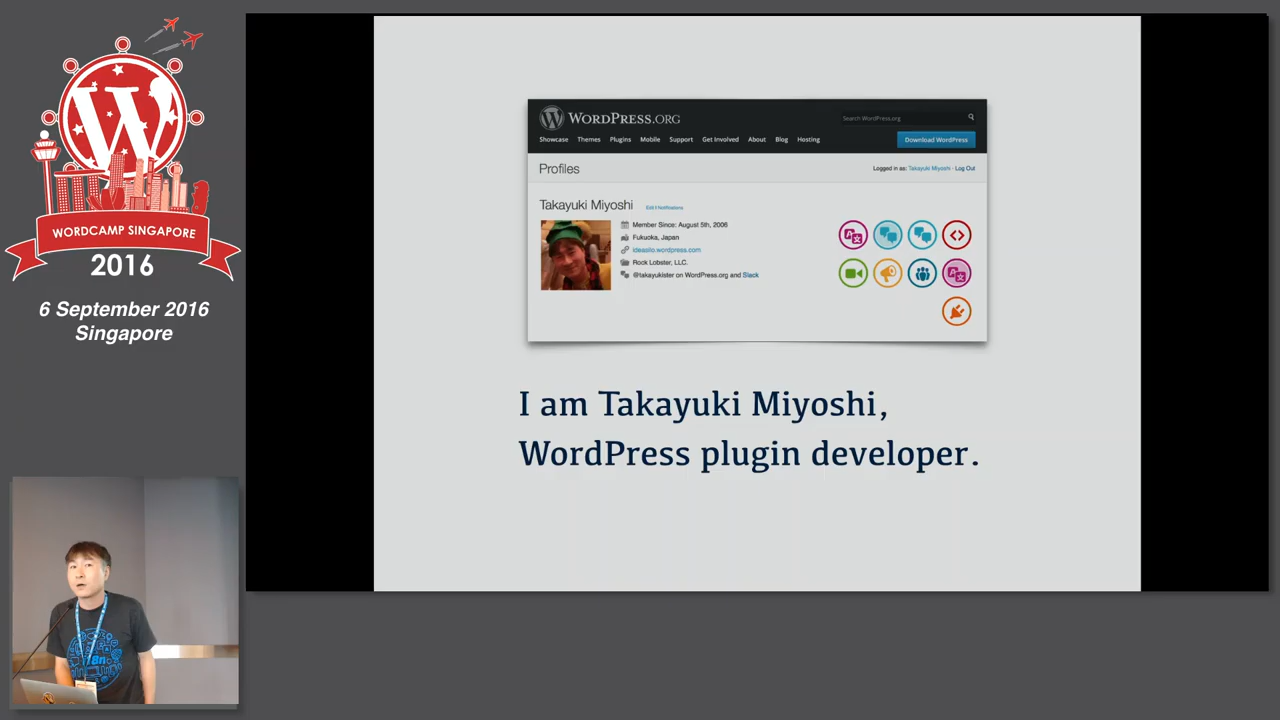 WORDCAMP SINGAPORE
2016
6 September 2016
Singapore
WORDPRESS.ORG
Search WordPress.org
Showcase Themes Plugins Mobile Support Get Involved About Blog Hosting
Download WordPress
Profiles
Logged in as: Takayuki Miyoshi - Log Out
Takayuki Miyoshi
Member Since: August 5th, 2006
Fukuoka, Japan
ideasilo.wordpress.com
Rock Lobster, LLC.
@takayukister on WordPress.org and Slack
I am Takayuki Miyoshi,
WordPress plugin developer.
i18n